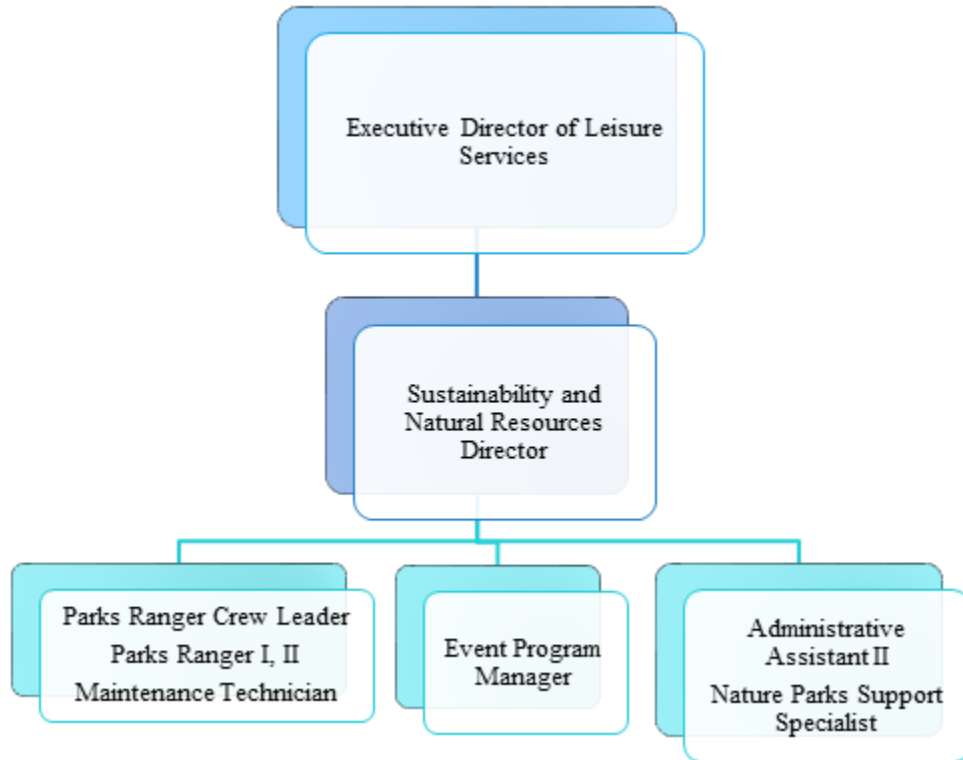 Executive Director of Leisure
Services
Sustainability and
Natural Resources
Director
Parks Ranger Crew Leader
Parks Ranger I, II
Maintenance Technician
Event Program
Manager
Administrative
Assistant II
Nature Parks Support
Specialist